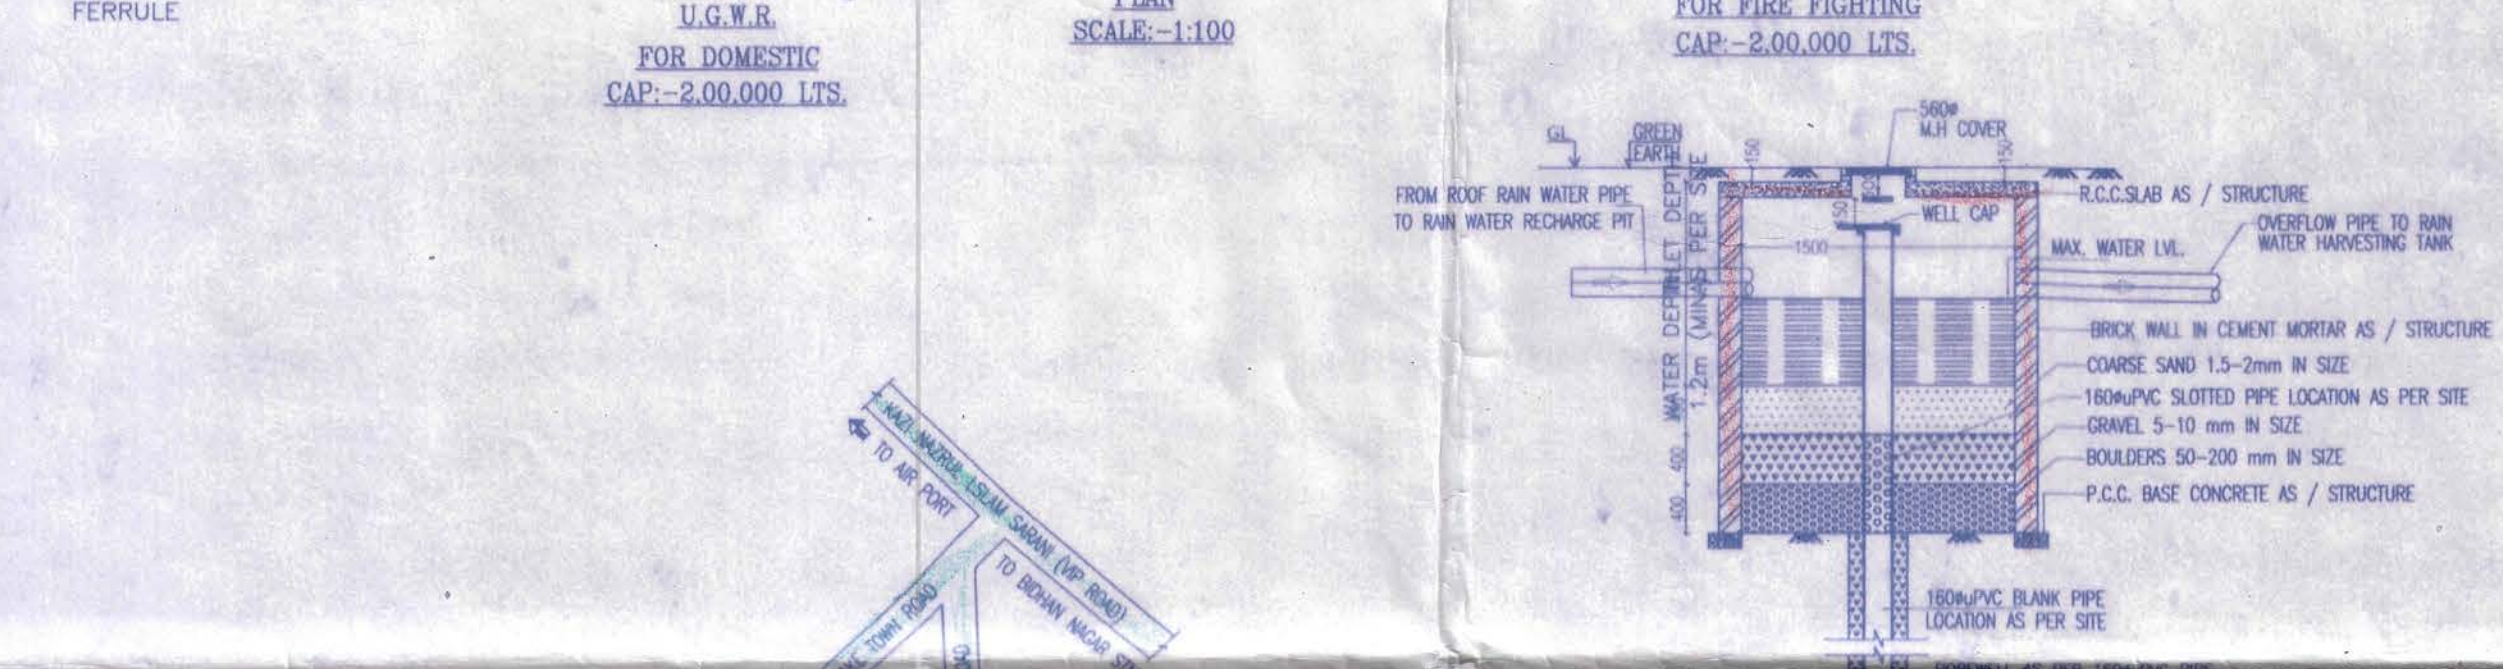 FERRULE
U.G.W.R.
FOR DOMESTIC
CAP:-2,00,000 LTS.
PLAN
SCALE:-1:100
FOR FIRE FIGHTING
CAP:-2,00,000 LTS.
560ø
M.H COVER
GL
GREEN
EARTH
150
150
FROM ROOF RAIN WATER PIPE
TO RAIN WATER RECHARGE PIT
150
WELL CAP
1500
R.C.C.SLAB AS / STRUCTURE
OVERFLOW PIPE TO RAIN
WATER HARVESTING TANK
MAX. WATER LVL.
WATER DEPTH
INLET DEPTH
AS PER SITE
1.2m (MIN)
BRICK WALL IN CEMENT MORTAR AS / STRUCTURE
COARSE SAND 1.5-2mm IN SIZE
160øuPVC SLOTTED PIPE LOCATION AS PER SITE
GRAVEL 5-10 mm IN SIZE
BOULDERS 50-200 mm IN SIZE
P.C.C. BASE CONCRETE AS / STRUCTURE
400
400
160øuPVC BLANK PIPE
LOCATION AS PER SITE
KAZI NAZRUL ISLAM SARANI (VIP ROAD)
TO AIR PORT
TO BIDHAN NAGAR
TOWN ROAD